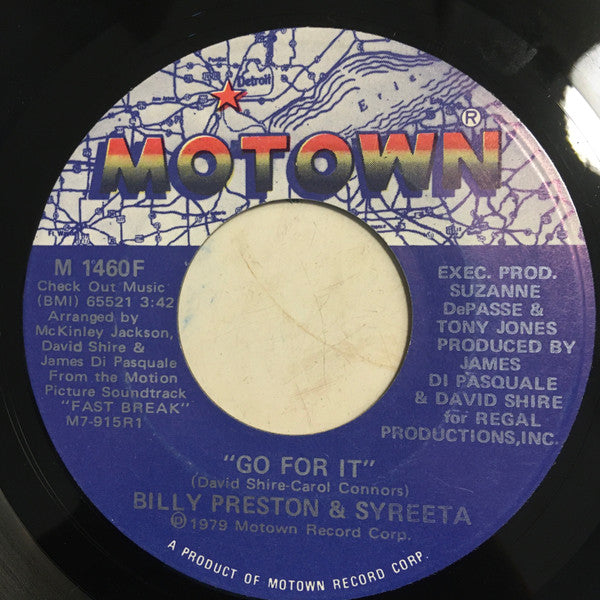 Detroit
Erie
MOTOWN®
M 1460F
Check Out Music
(BMI) 65521 3:42
Arranged by
McKinley Jackson,
David Shire &
James Di Pasquale
From the Motion
Picture Soundtrack
"FAST BREAK"
M7-915R1
EXEC. PROD.
SUZANNE
DePASSE &
TONY JONES
PRODUCED BY
JAMES
DI PASQUALE
& DAVID SHIRE
for REGAL
PRODUCTIONS,INC.
"GO FOR IT"
(David Shire-Carol Connors)
BILLY PRESTON & SYREETA
℗1979 Motown Record Corp.
A PRODUCT OF MOTOWN RECORD CORP.